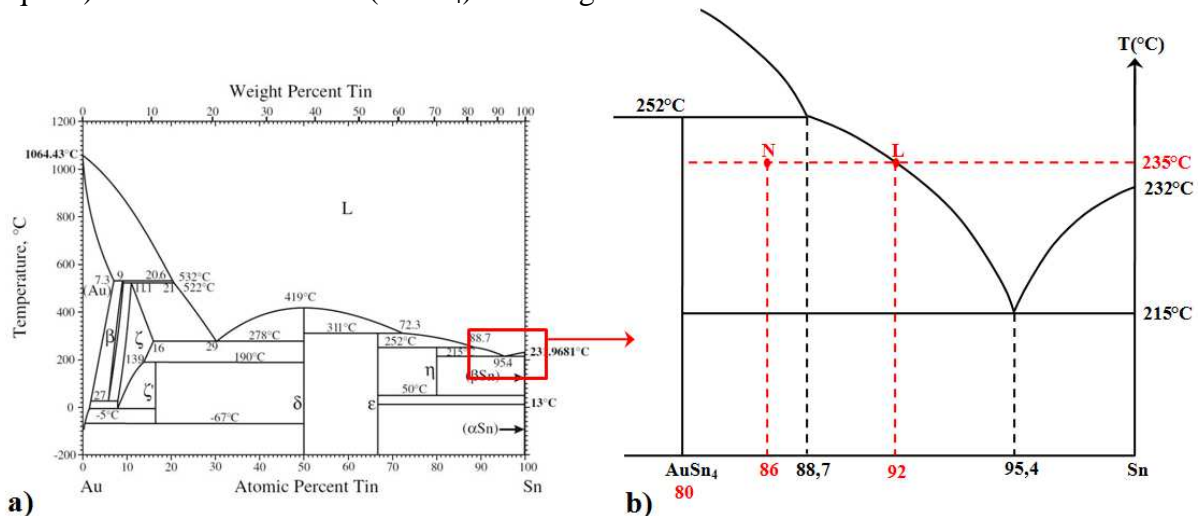 Weight Percent Tin
0 10 20 30 40 50 60 70 80 90 100
1200
1064.43°C
1000
800
600
400
200
0
-200
Temperature, °C
L
7.3
9
20.6
532°C
(Au)
11.1
21
522°C
β
ζ
419°C
16
29
278°C
311°C
72.3
252°C
88.7
215
231.9681°C
95.4
139
190°C
ζ
η
(βSn)
27
50°C
13°C
δ
ε
-5°C
-67°C
(αSn)
0 10 20 30 40 50 60 70 80 90 100
Au Atomic Percent Tin Sn
a)
T(°C)
252°C
N L 235°C
232°C
215°C
AuSn4 86 88,7 92 95,4 Sn
80
b)